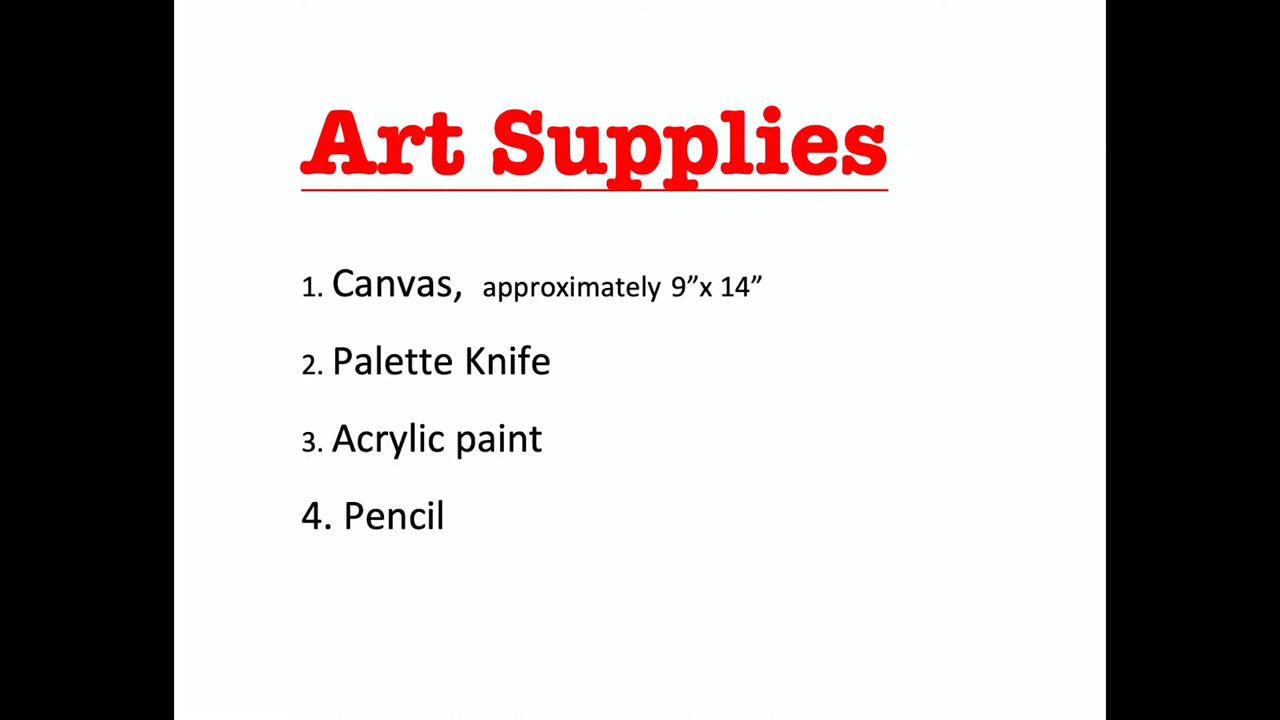 Art Supplies
1. Canvas, approximately 9”x 14”
2. Palette Knife
3. Acrylic paint
4. Pencil